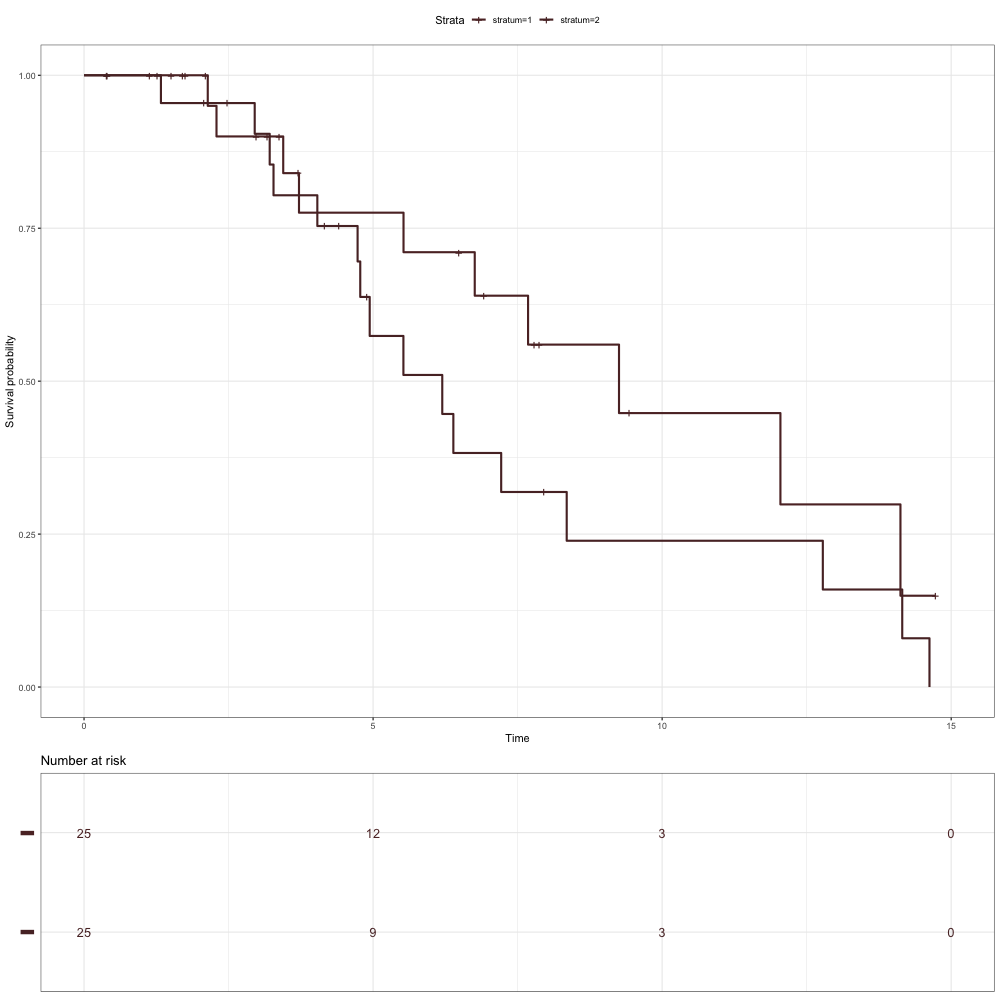 Strata stratum=1 stratum=2
1.00
0.75
0.50
0.25
0.00
Survival probability
0 5 10 15
Time
Number at risk
25 12 3 0
25 9 3 0